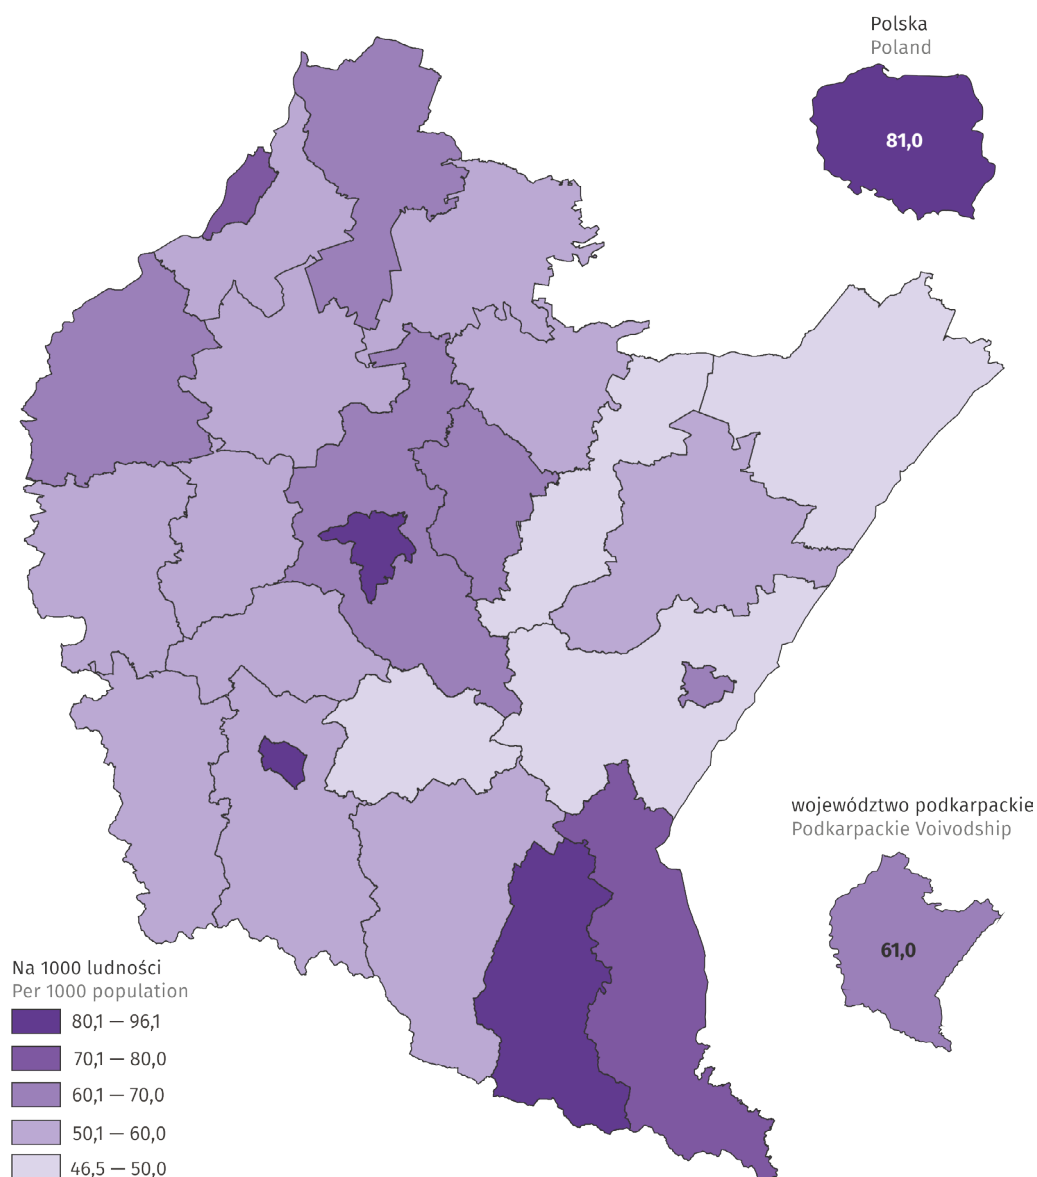 Polska
Poland
81,0
województwo podkarpackie
Podkarpackie Voivodship
61,0
Na 1000 ludności
Per 1000 population
80,1 — 96,1
70,1 — 80,0
60,1 — 70,0
50,1 — 60,0
46,5 — 50,0